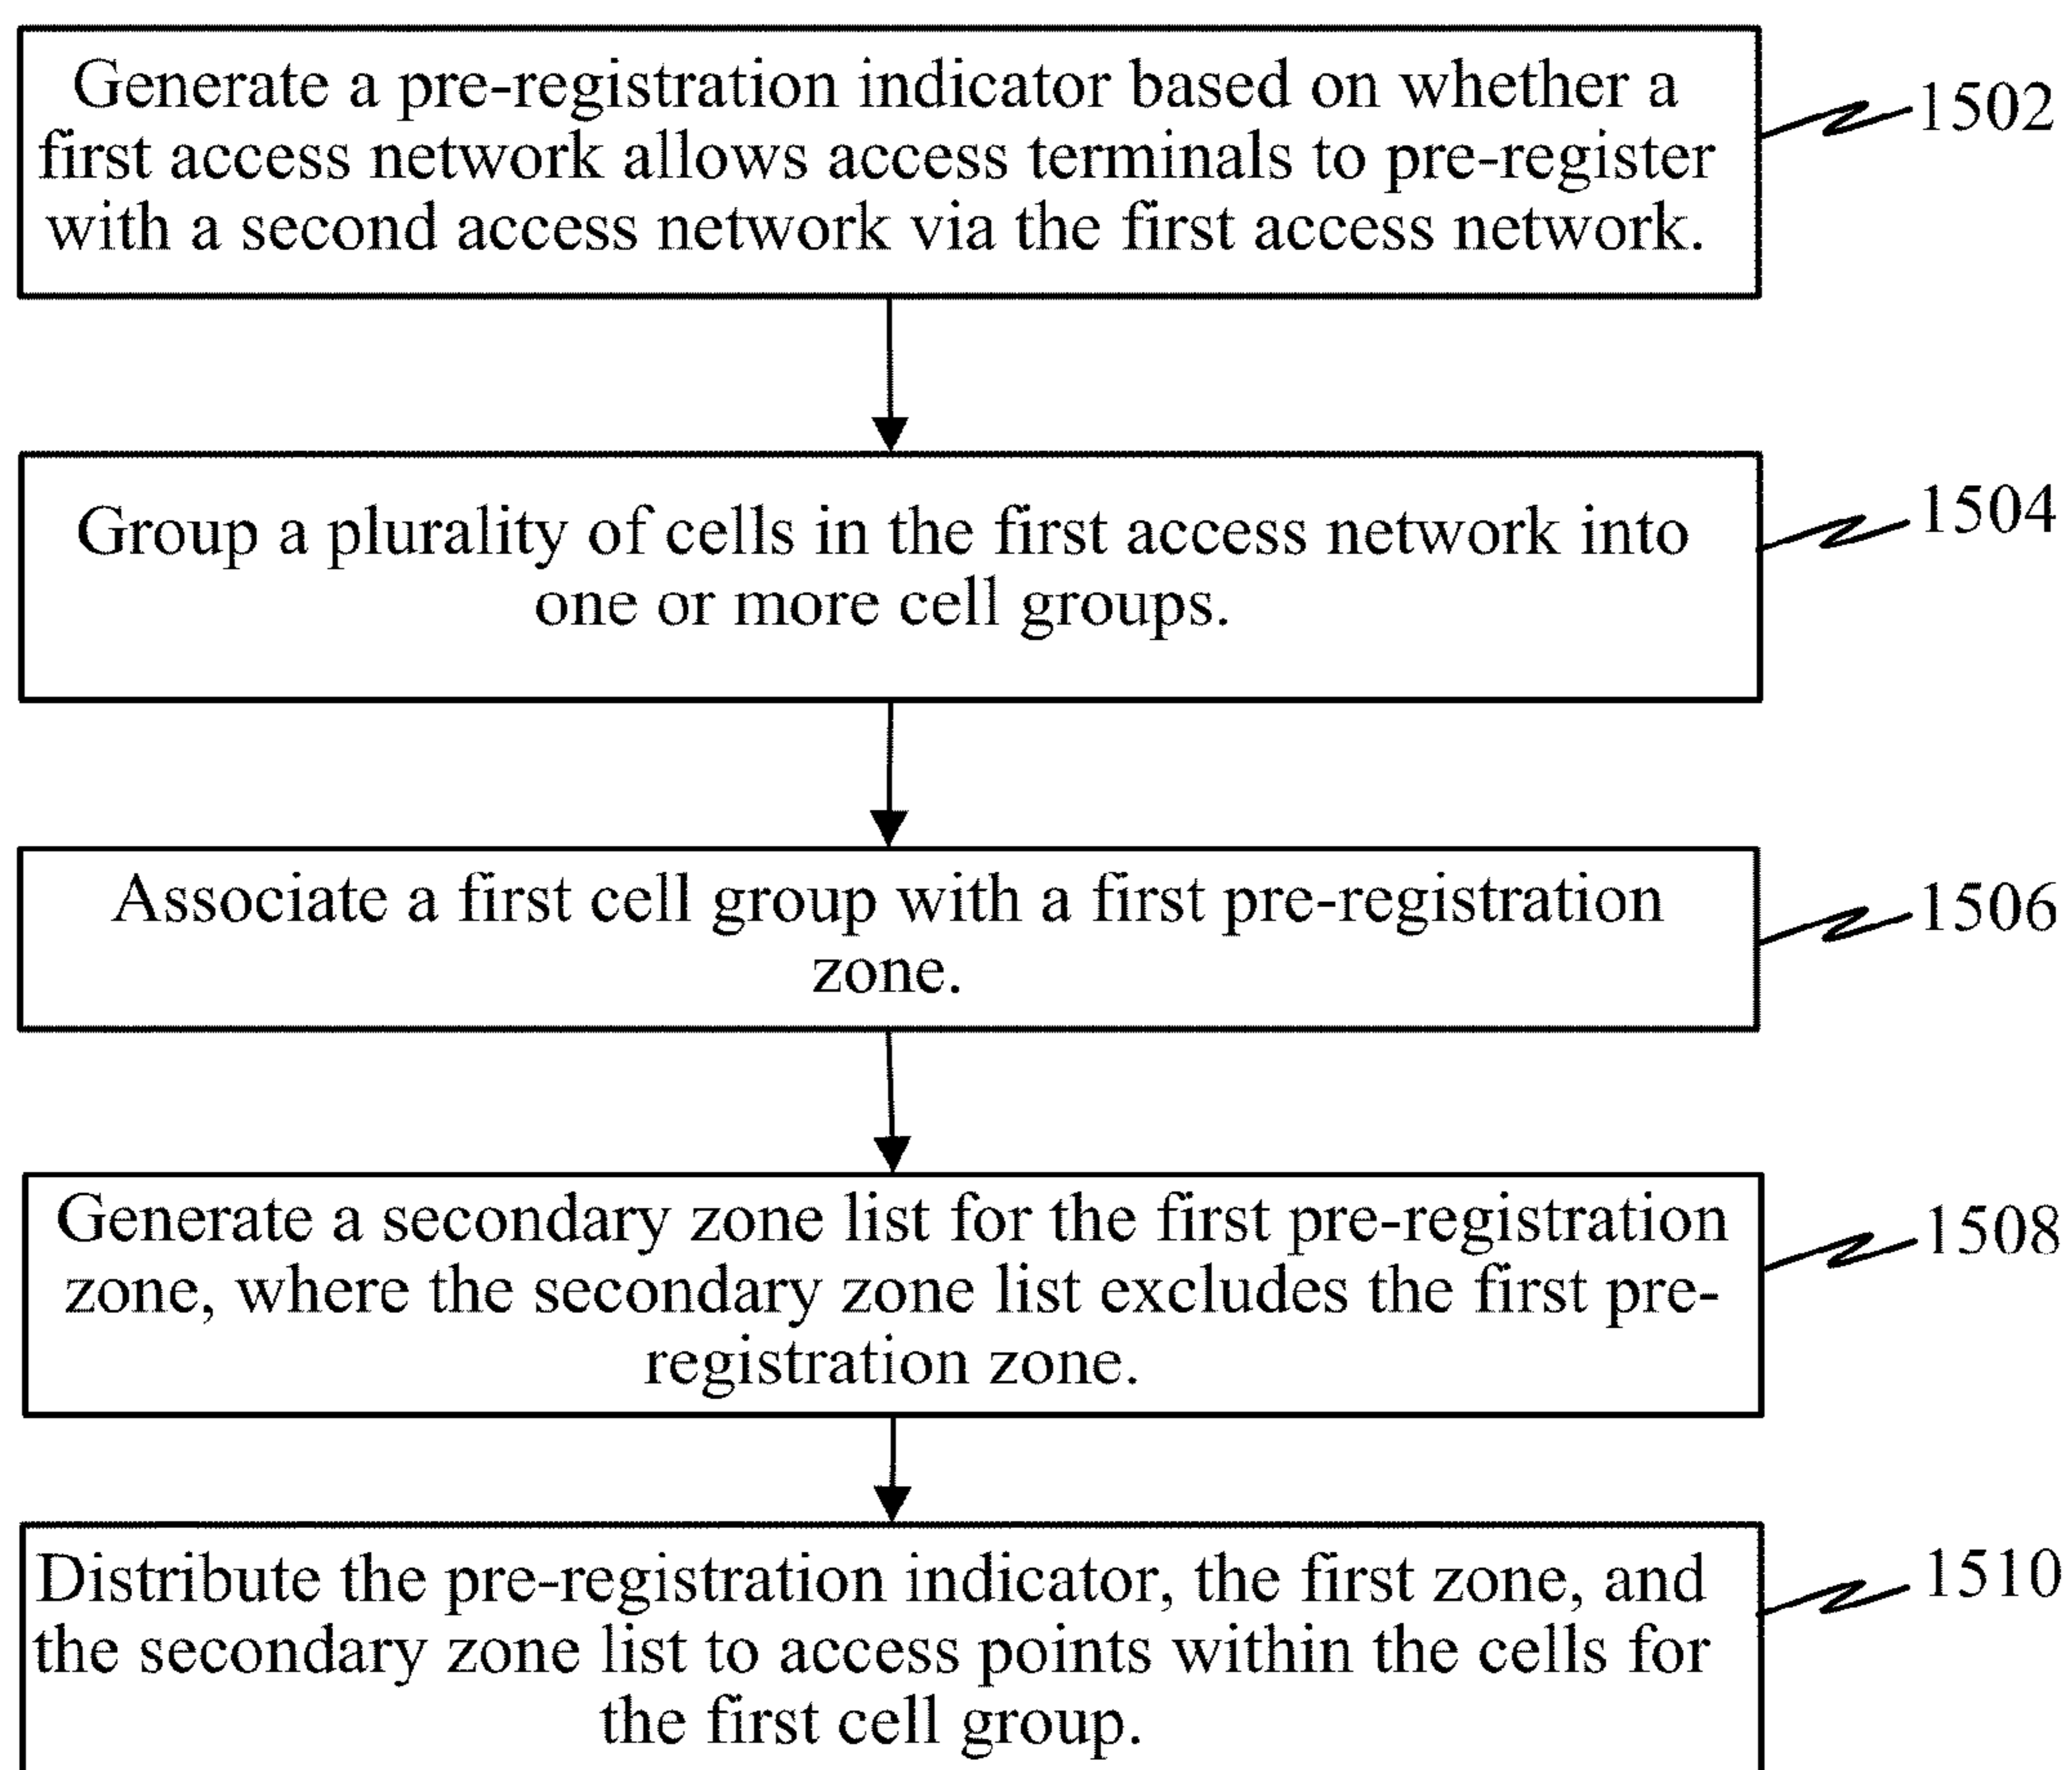 Generate a pre-registration indicator based on whether a
first access network allows access terminals to pre-register
with a second access network via the first access network.
1502
Group a plurality of cells in the first access network into
one or more cell groups.
1504
Associate a first cell group with a first pre-registration
zone.
1506
Generate a secondary zone list for the first pre-registration
zone, where the secondary zone list excludes the first pre-
registration zone.
1508
Distribute the pre-registration indicator, the first zone, and
the secondary zone list to access points within the cells for
the first cell group.
1510